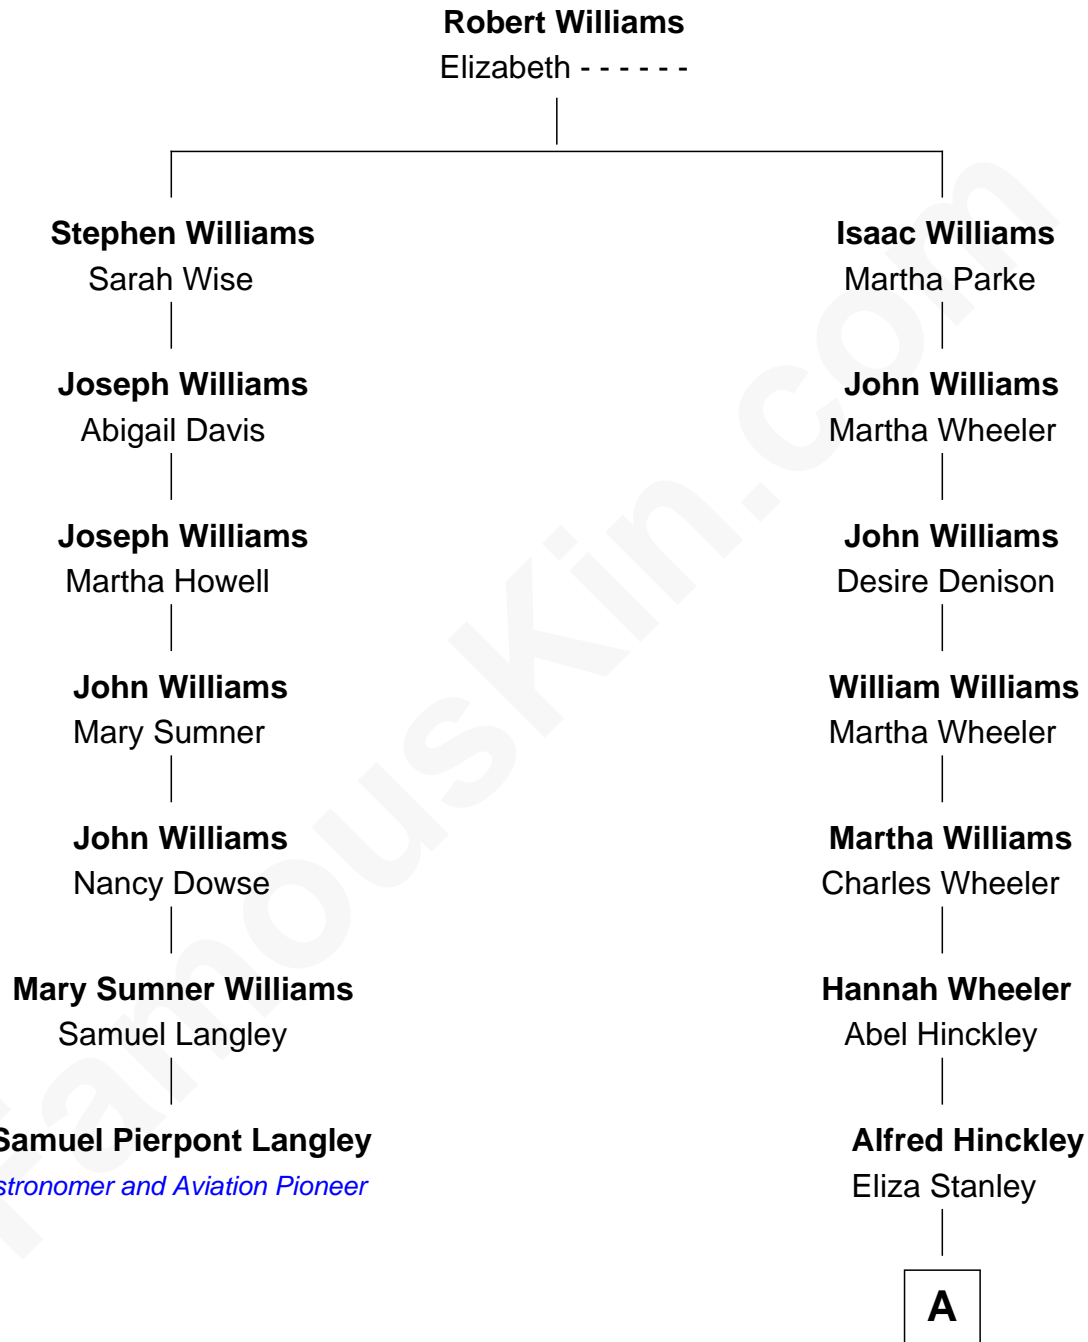 Robert Williams
Elizabeth - - - - - -
Stephen Williams
Sarah Wise
Joseph Williams
Abigail Davis
Joseph Williams
Martha Howell
John Williams
Mary Sumner
John Williams
Nancy Dowse
Mary Sumner Williams
Samuel Langley
Samuel Pierpont Langley
stronomer and Aviation Pioneer
Isaac Williams
Martha Parke
John Williams
Martha Wheeler
John Williams
Desire Denison
William Williams
Martha Wheeler
Martha Williams
Charles Wheeler
Hannah Wheeler
Abel Hinckley
Alfred Hinckley
Eliza Stanley
A
FamousKin.com